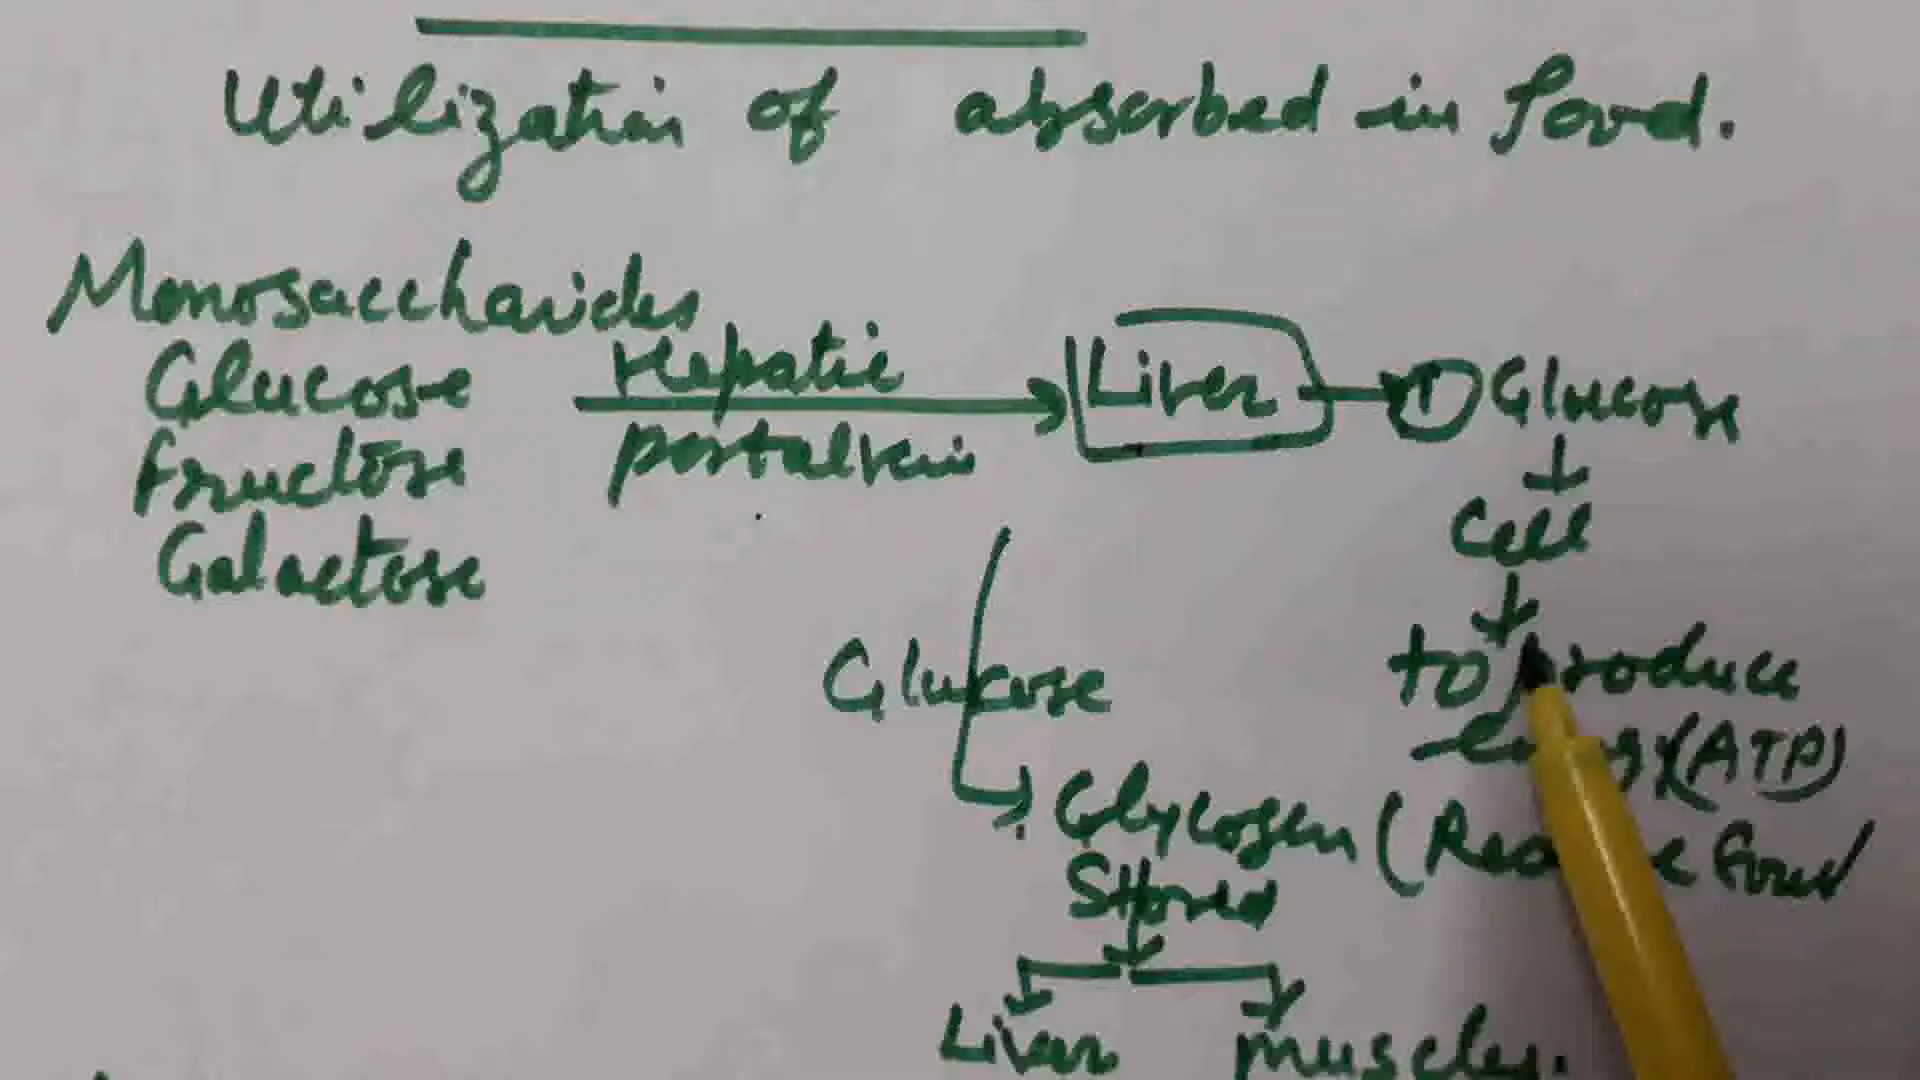 Utilization of absorbed in food.
Monosaccharides
Glucose
Fructose
Galactose
Hepatic
portal vein
Liver
① Glucose
Cell
to produce
(ATP)
Glucose
Glycogen (
Stored
Liver muscles.